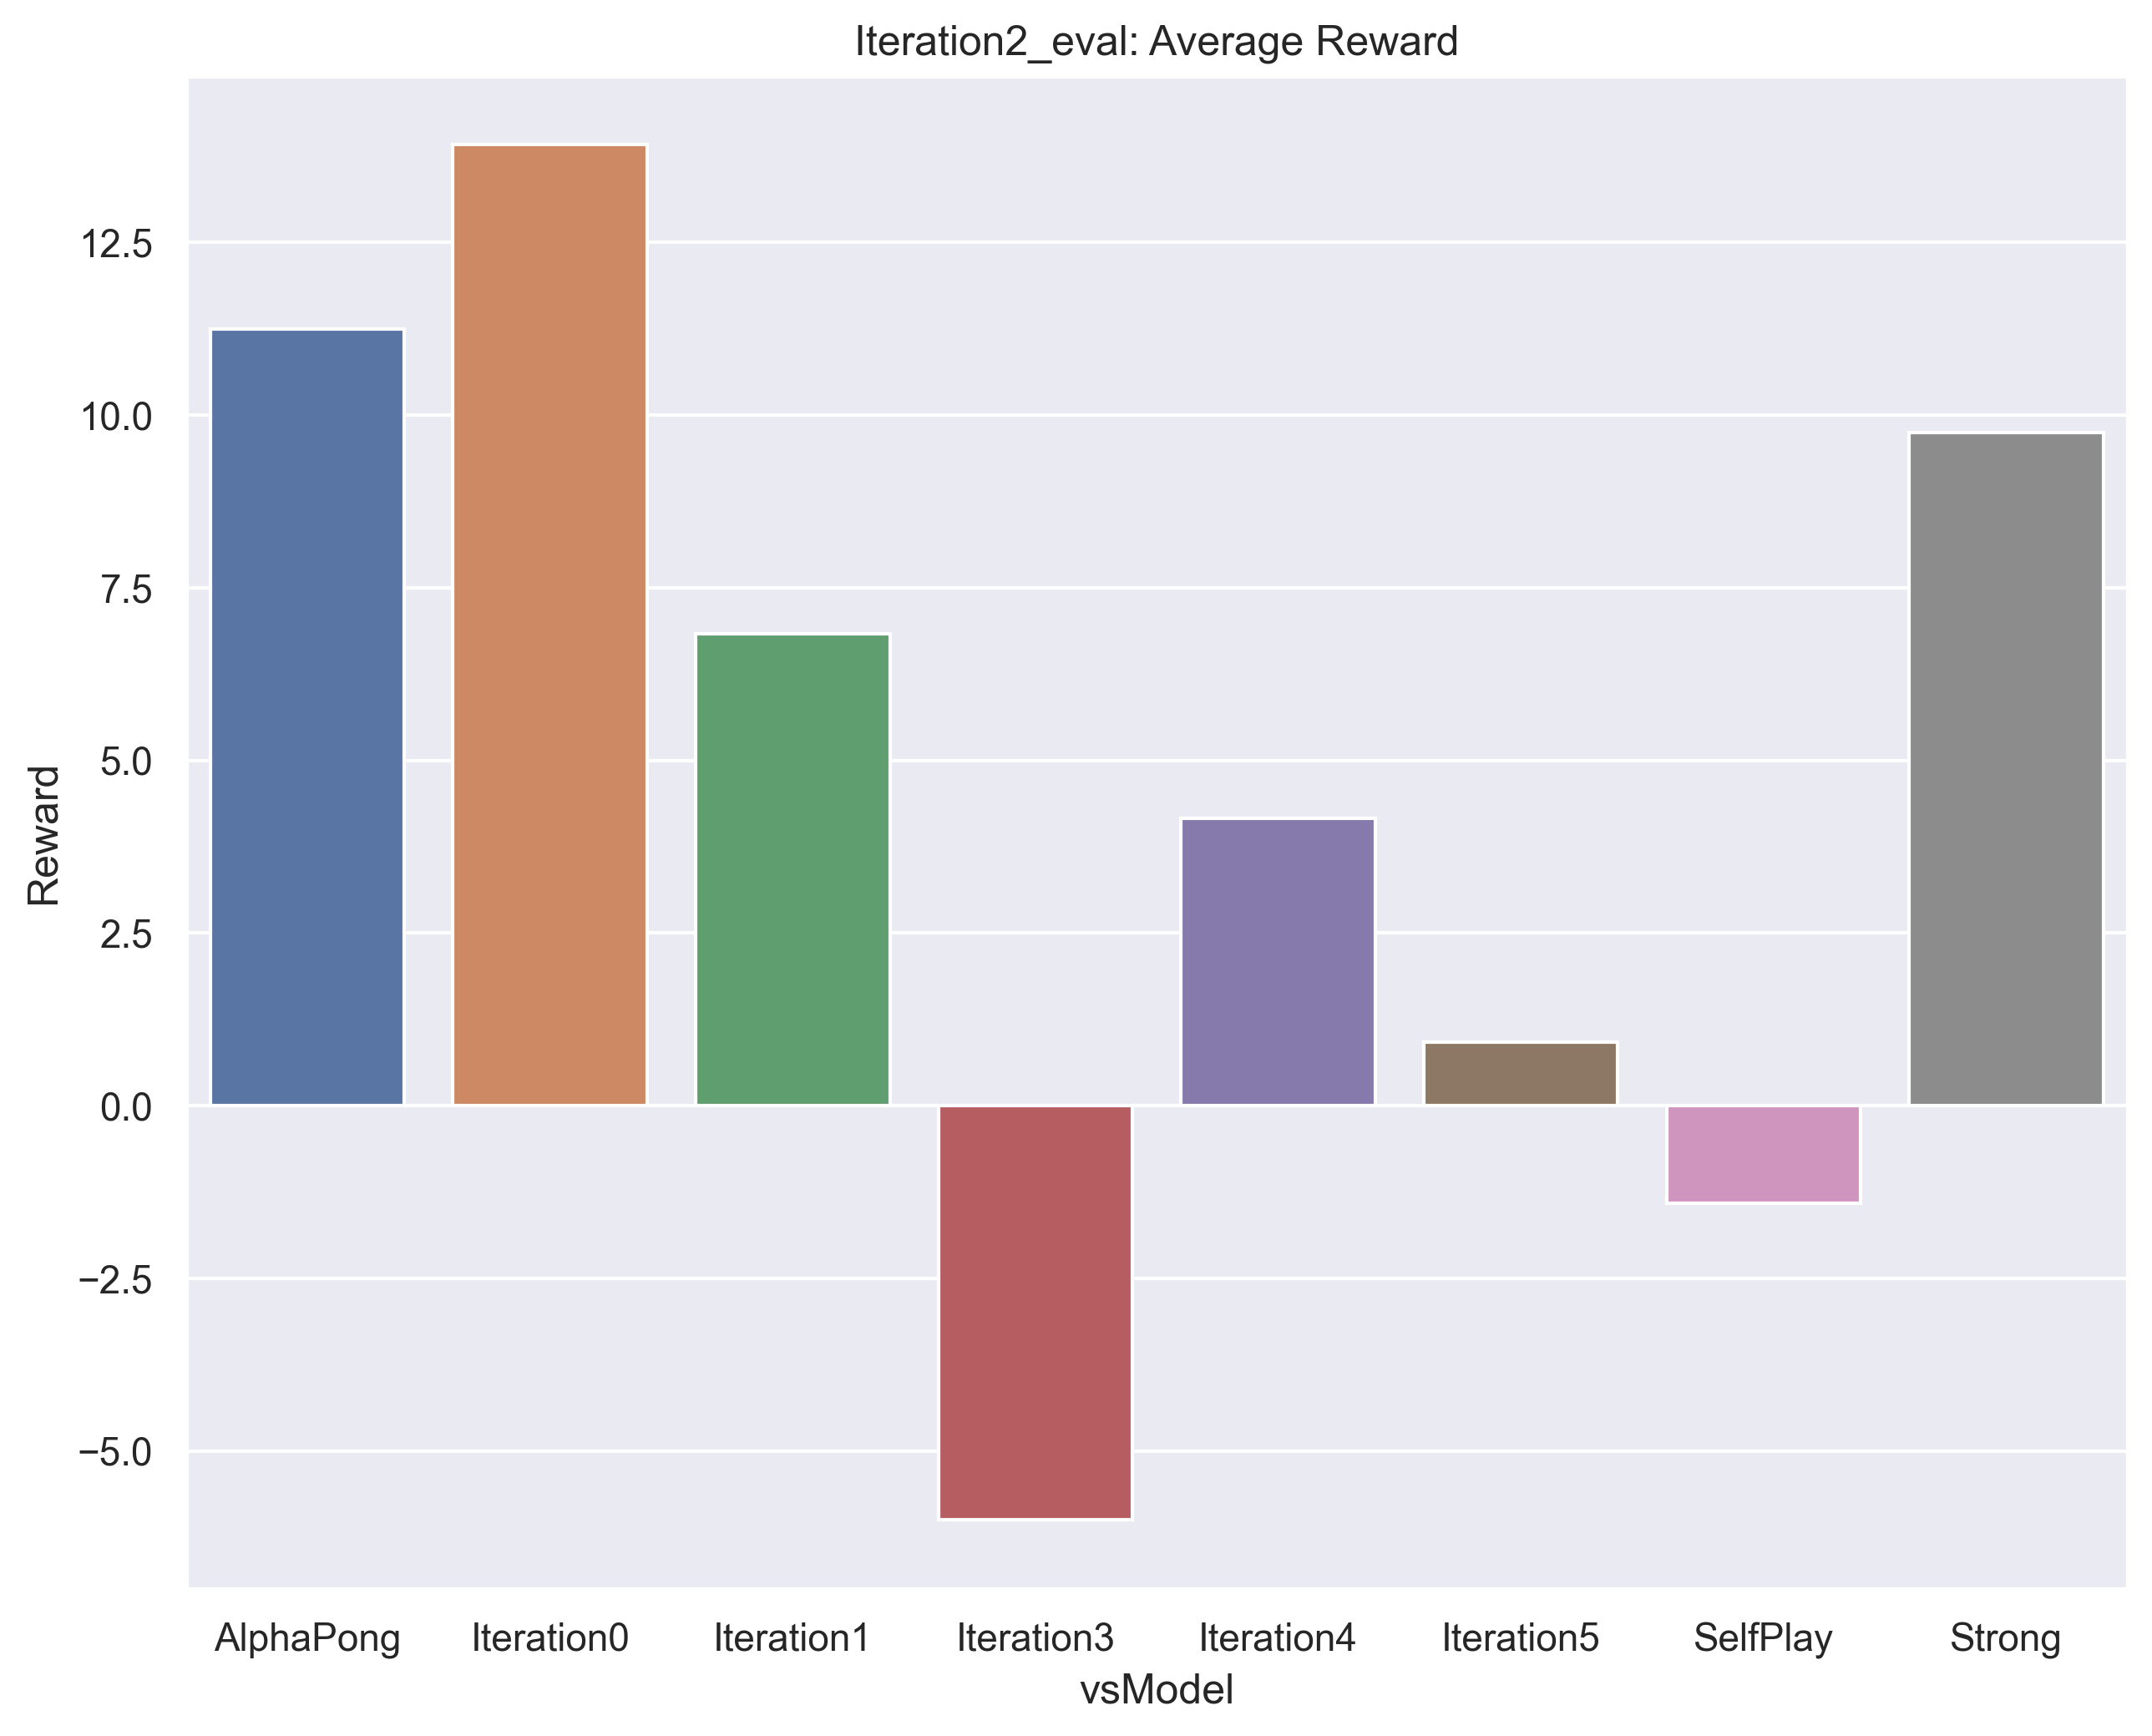 Iteration2_eval: Average Reward
Reward
12.5
10.0
7.5
5.0
2.5
0.0
−2.5
−5.0
AlphaPong Iteration0 Iteration1 Iteration3 Iteration4 Iteration5 SelfPlay Strong
vsModel